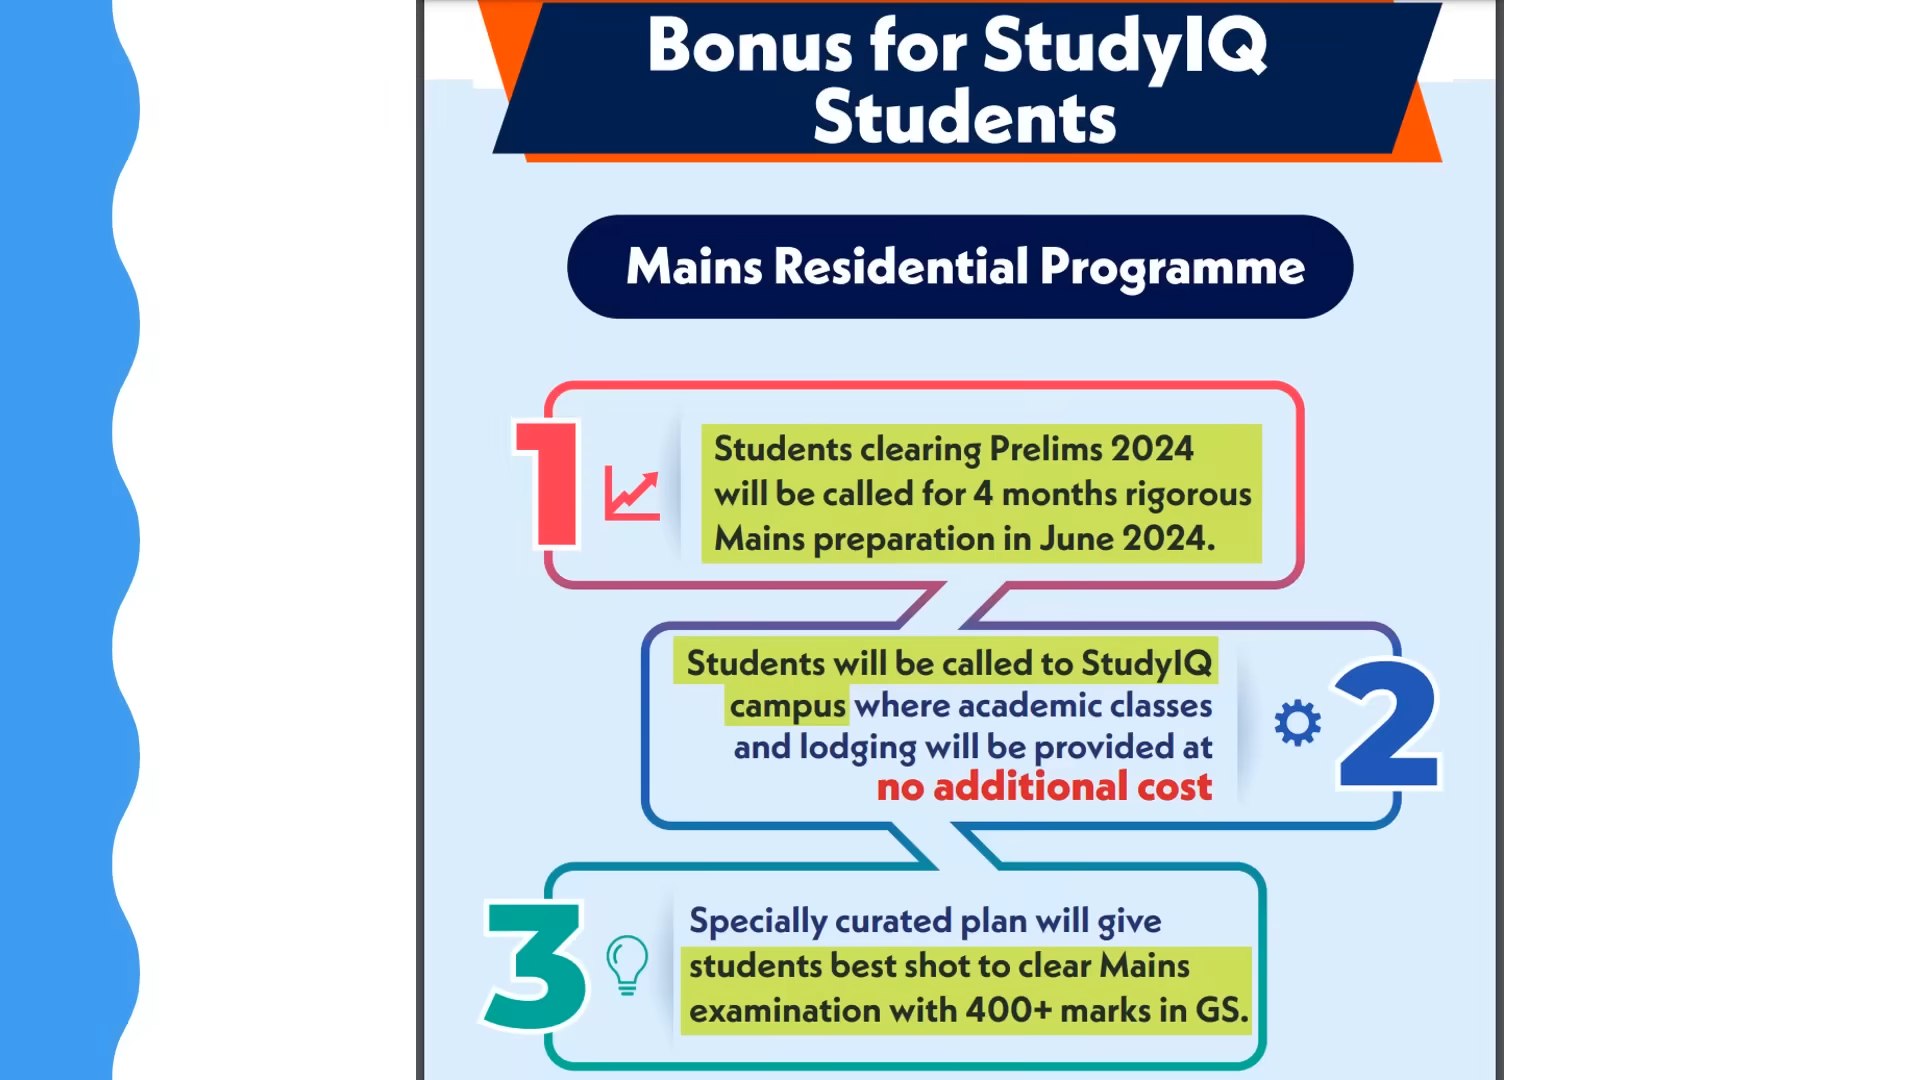 Bonus for StudyIQ
Students
Mains Residential Programme
1
Students clearing Prelims 2024
will be called for 4 months rigorous
Mains preparation in June 2024.
Students will be called to StudyIQ
campus where academic classes
and lodging will be provided at
no additional cost
2
3
Specially curated plan will give
students best shot to clear Mains
examination with 400+ marks in GS.